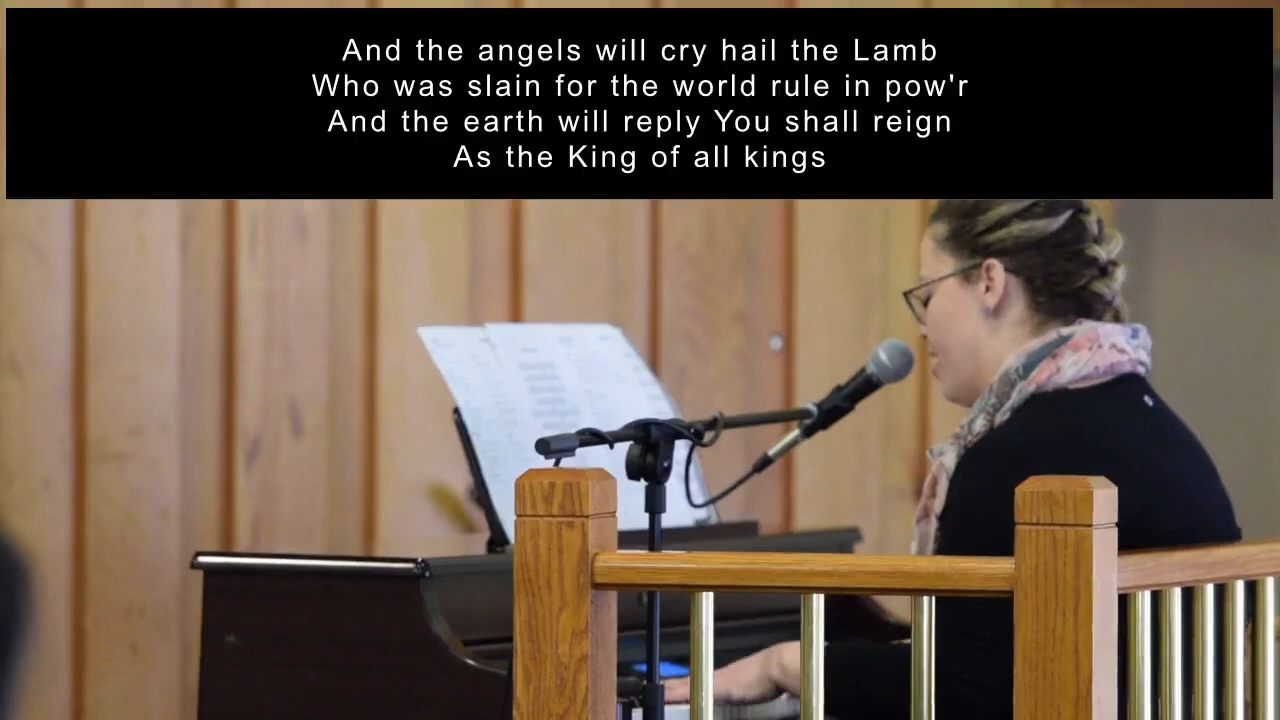 And the angels will cry hail the Lamb
Who was slain for the world rule in pow'r
And the earth will reply You shall reign
As the King of all kings